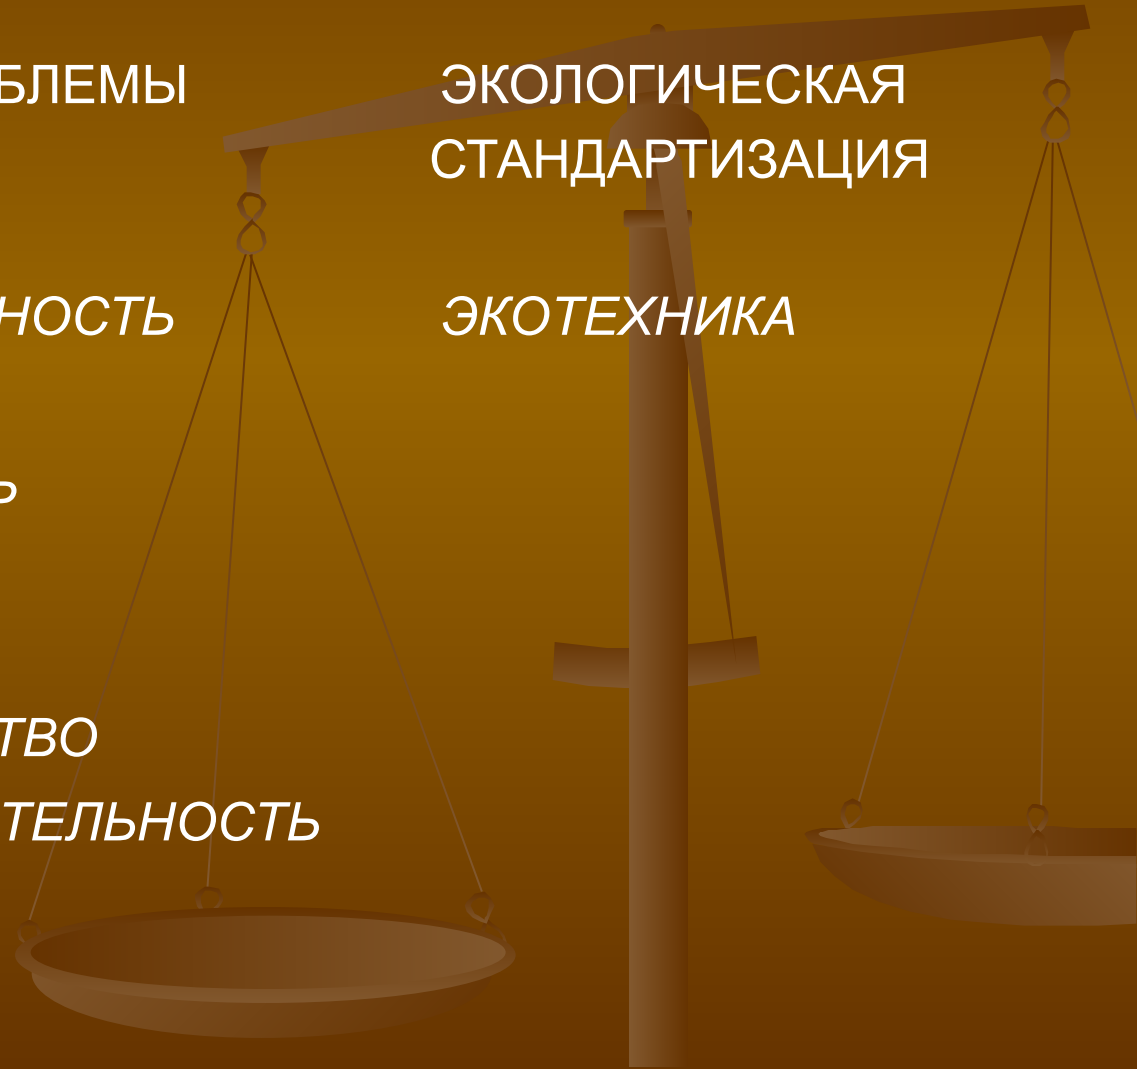 БЛЕМЫ ЭКОЛОГИЧЕСКАЯ
СТАНДАРТИЗАЦИЯ
НОСТЬ ЭКОТЕХНИКА
Ь
ТВО
ТЕЛЬНОСТЬ